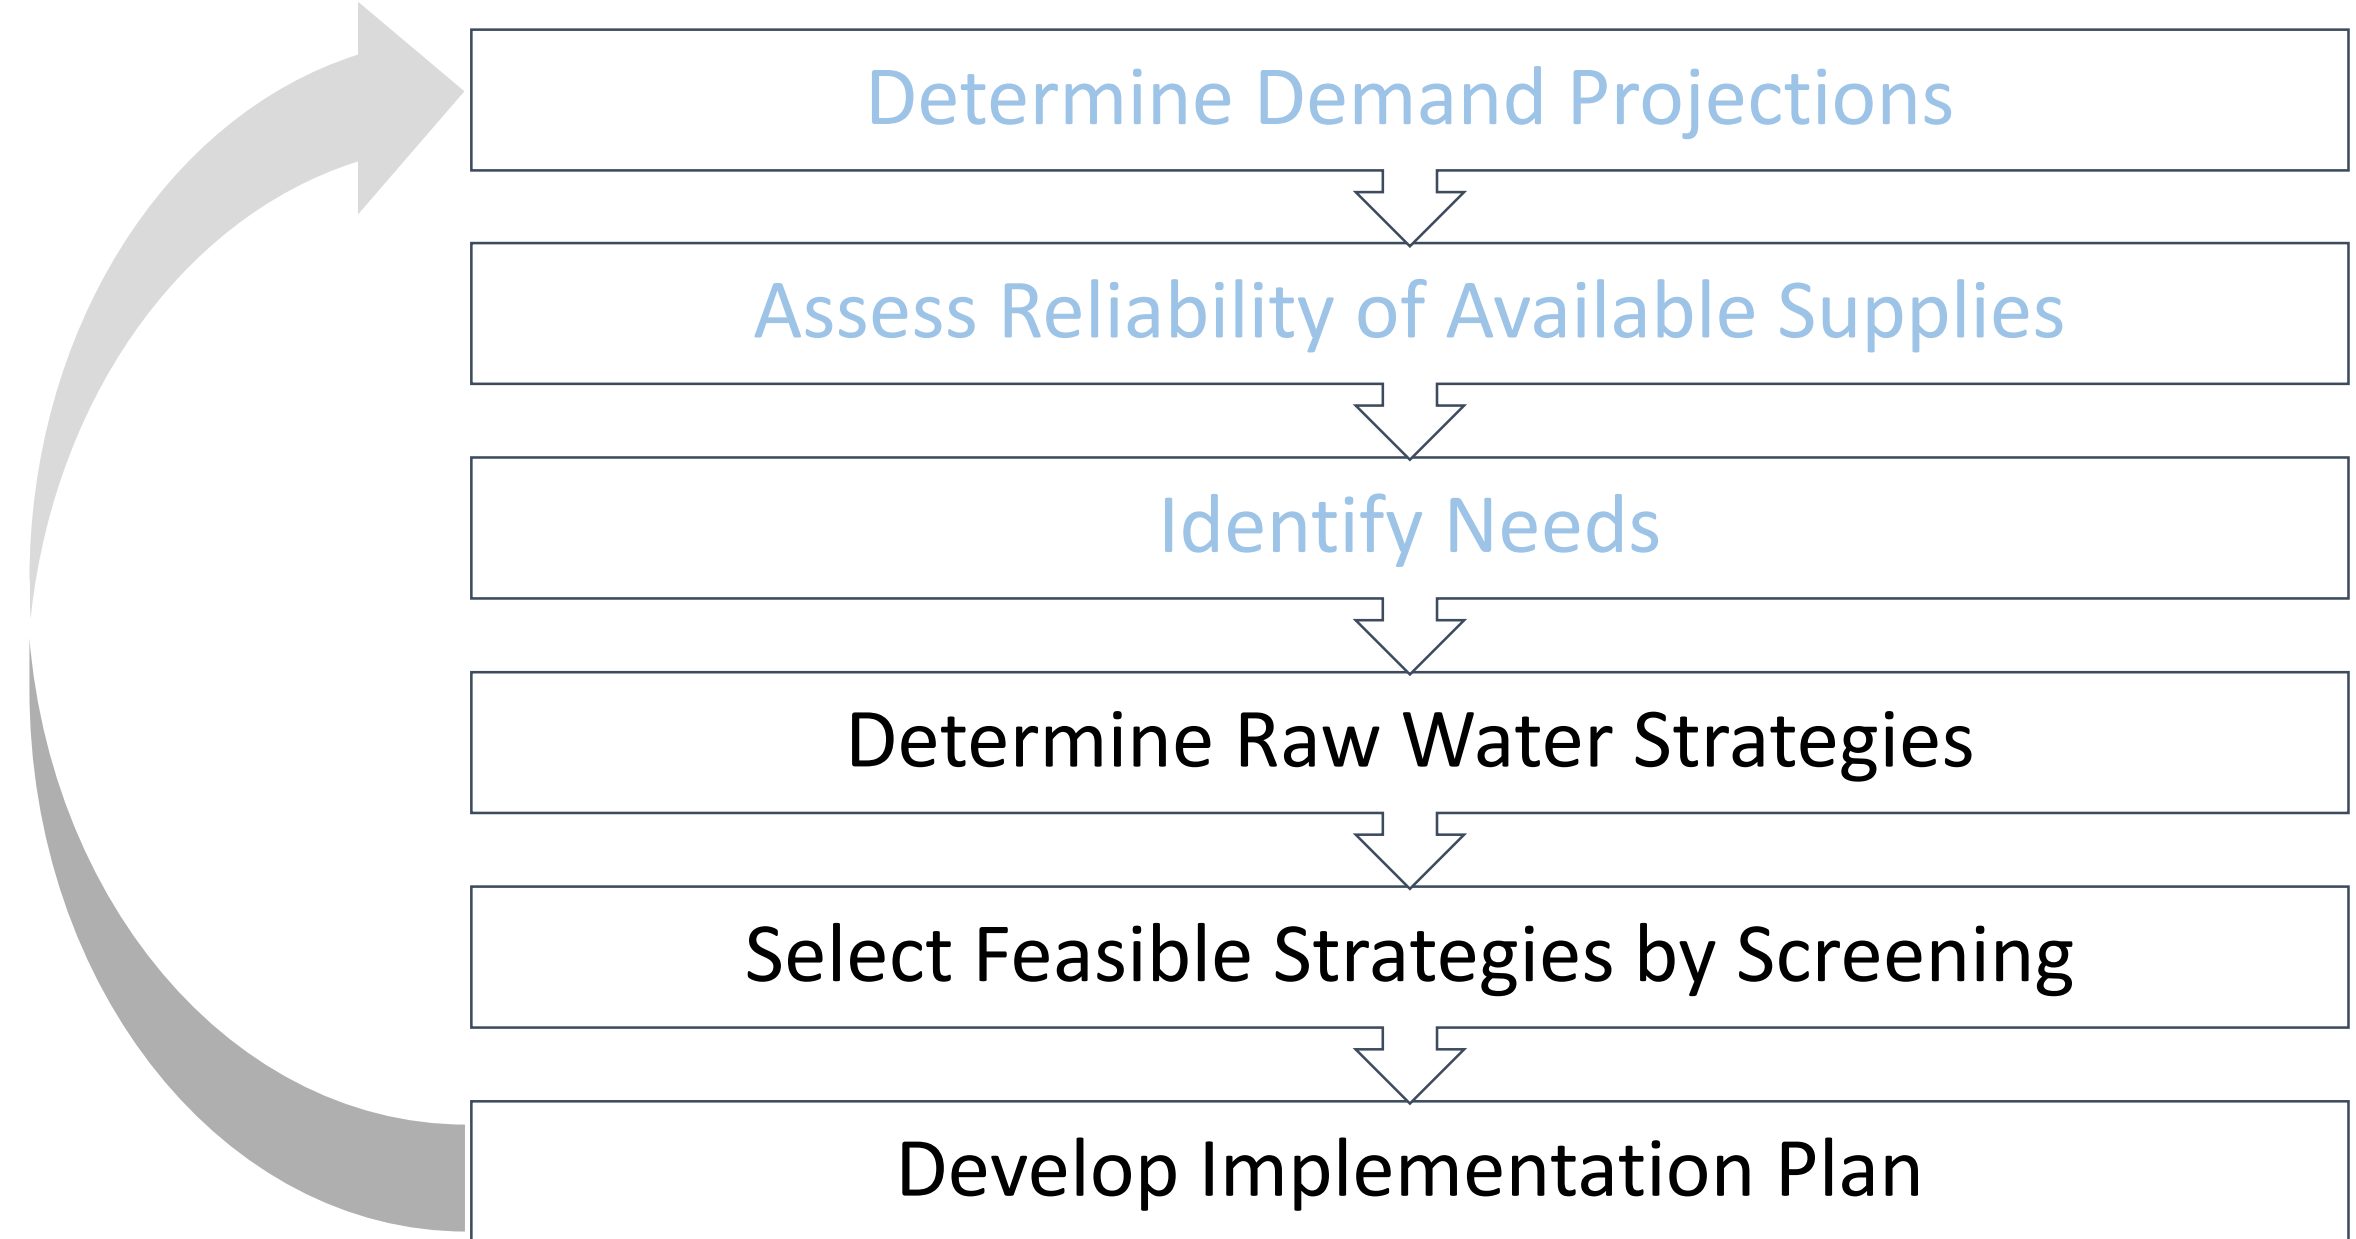 Determine Demand Projections
Assess Reliability of Available Supplies
Identify Needs
Determine Raw Water Strategies
Select Feasible Strategies by Screening
Develop Implementation Plan